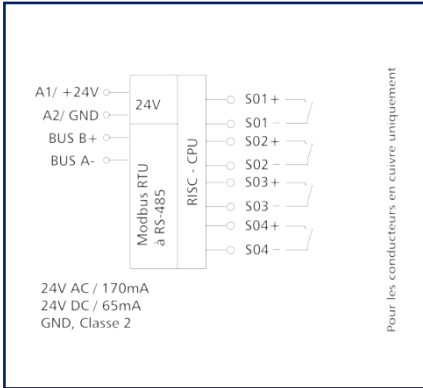 A1/ +24V
A2/ GND
BUS B+
BUS A-
24V
Modbus RTU
à RS-485
RISC - CPU
S01+
S01-
S02+
S02-
S03+
S03-
S04+
S04-
24V AC / 170mA
24V DC / 65mA
GND, Classe 2
Pour les conducteurs en cuivre uniquement